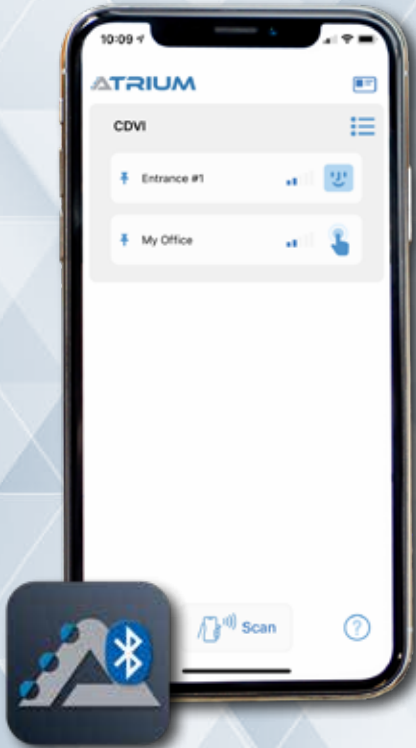 10:09
ATRIUM
CDVI
Entrance #1
My Office
Scan
?